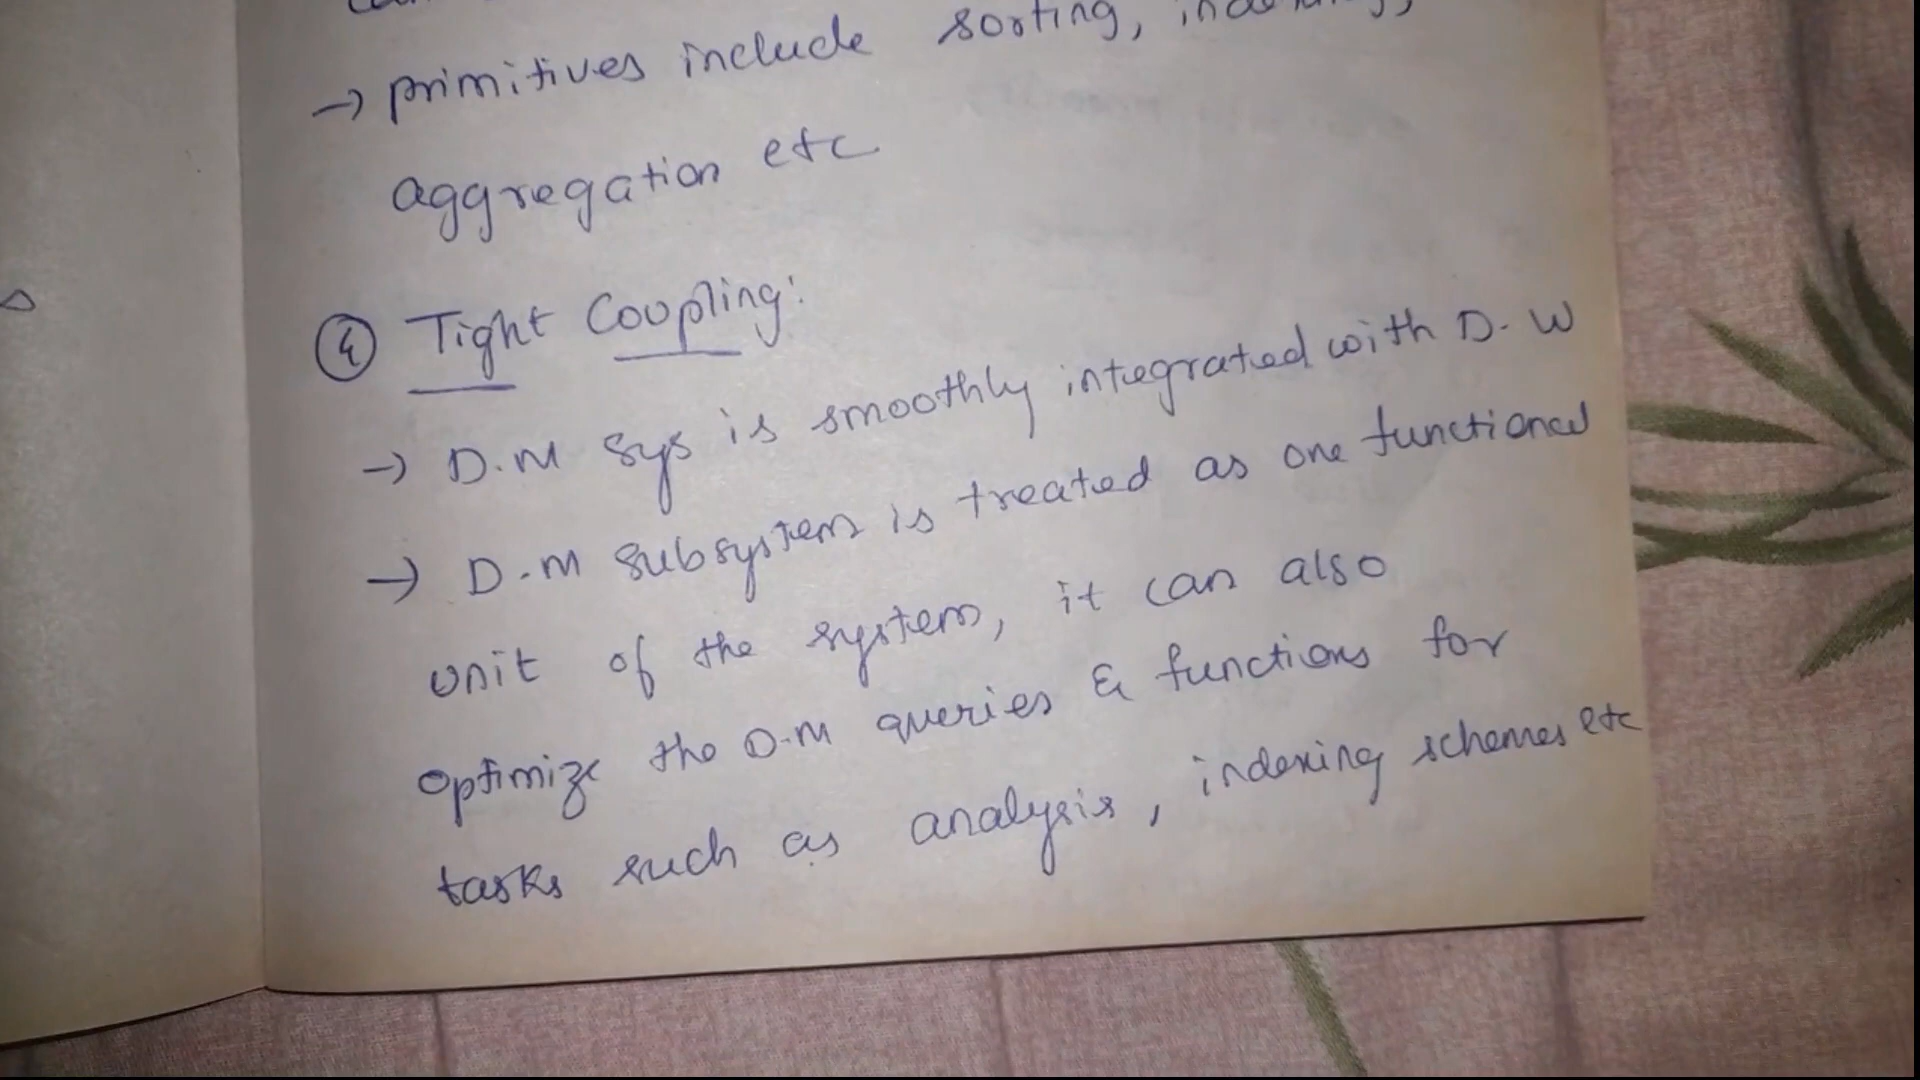 → primitives include sorting, indexing,
aggregation etc
④ Tight Coupling:
→ D.M sys is smoothly integrated with D.W
→ D.M subsystem is treated as one functional
unit of the system, it can also
optimize the D.M queries & functions for
tasks such as analysis, indexing schemes etc